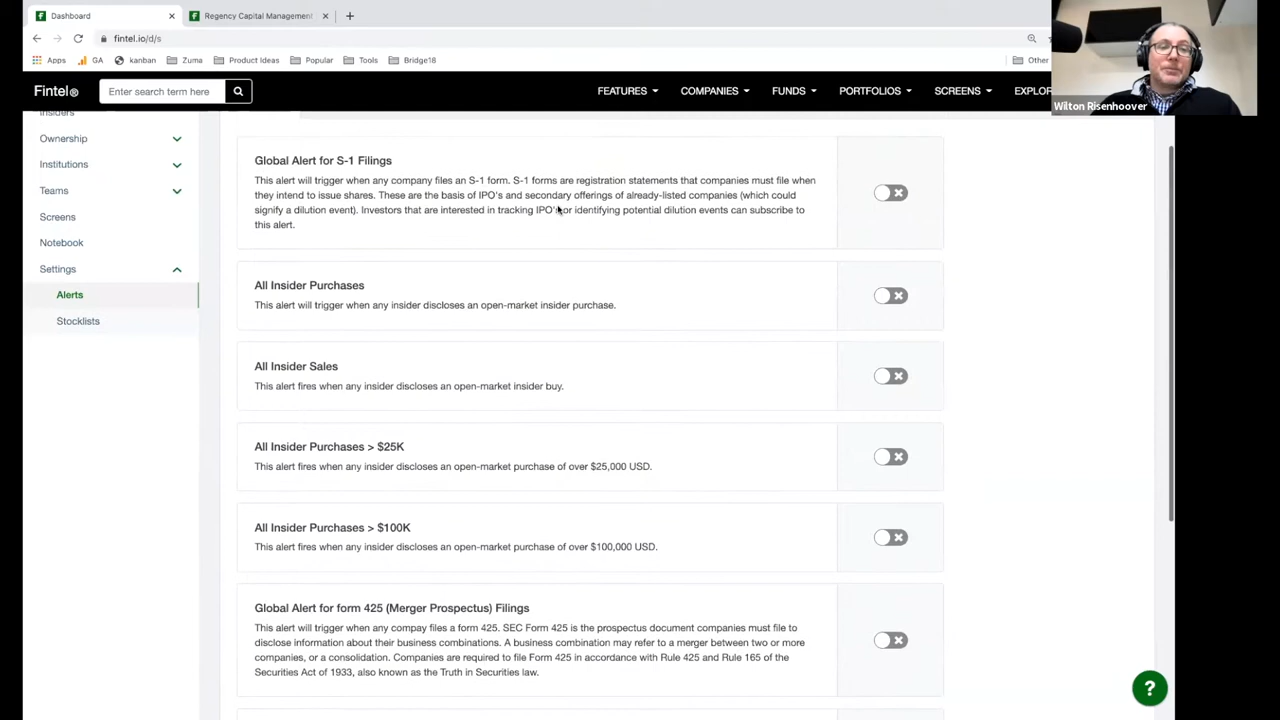 Dashboard
Regency Capital Management
fintel.io/d/s
Apps
GA
kanban
Zuma
Product Ideas
Popular
Tools
Bridge18
Other
Wilton Risenhoover
Fintel
Enter search term here
FEATURES
COMPANIES
FUNDS
PORTFOLIOS
SCREENS
EXPLOR
Insiders
Ownership
Institutions
Teams
Screens
Notebook
Settings
Alerts
Stocklists
Global Alert for S-1 Filings
This alert will trigger when any company files an S-1 form. S-1 forms are registration statements that companies must file when
they intend to issue shares. These are the basis of IPO's and secondary offerings of already-listed companies (which could
signify a dilution event). Investors that are interested in tracking IPO's or identifying potential dilution events can subscribe to
this alert.
All Insider Purchases
This alert will trigger when any insider discloses an open-market insider purchase.
All Insider Sales
This alert fires when any insider discloses an open-market insider buy.
All Insider Purchases > $25K
This alert fires when any insider discloses an open-market purchase of over $25,000 USD.
All Insider Purchases > $100K
This alert fires when any insider discloses an open-market purchase of over $100,000 USD.
Global Alert for form 425 (Merger Prospectus) Filings
This alert will trigger when any compay files a form 425. SEC Form 425 is the prospectus document companies must file to
disclose information about their business combinations. A business combination may refer to a merger between two or more
companies, or a consolidation. Companies are required to file Form 425 in accordance with Rule 425 and Rule 165 of the
Securities Act of 1933, also known as the Truth in Securities law.
?